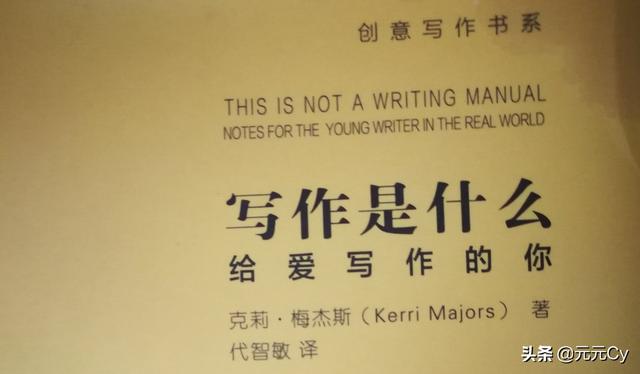 创意写作书系
THIS IS NOT A WRITING MANUAL
NOTES FOR THE YOUNG WRITER IN THE REAL WORLD
写作是什么
给爱写作的你
克莉·梅杰斯（Kerri Majors） 著
代智敏 译
头条 @元元Cy